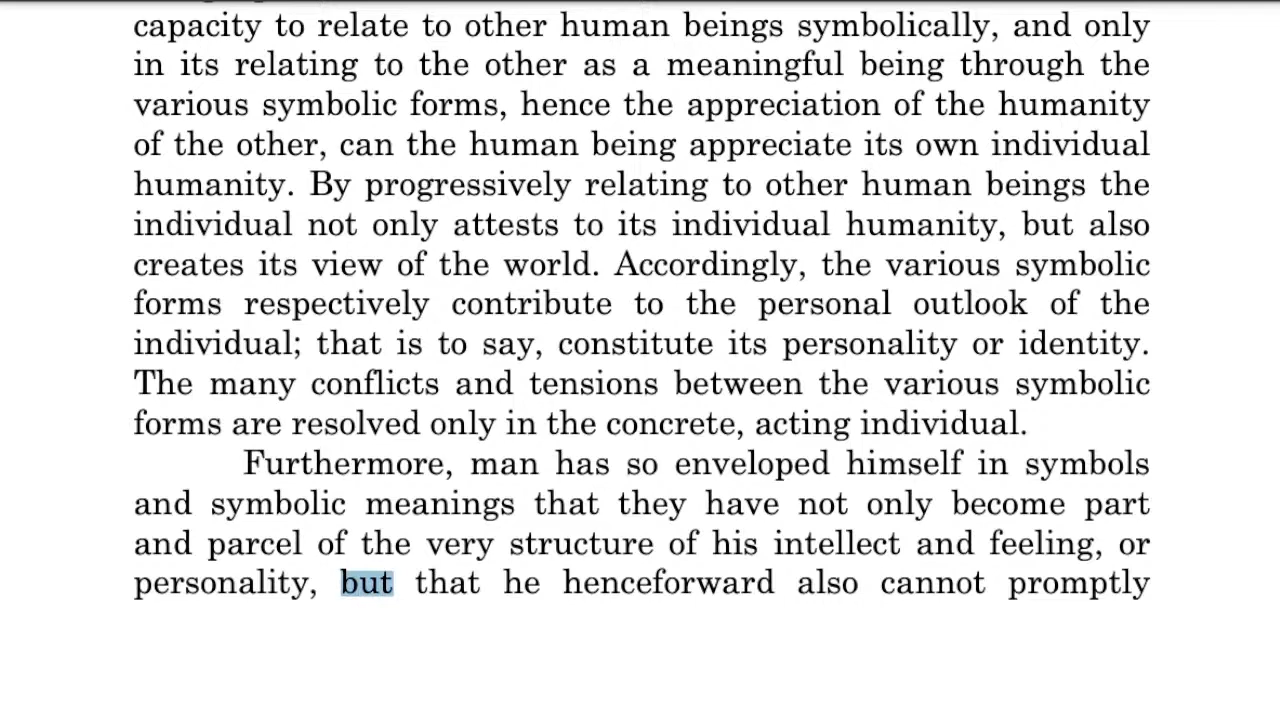 capacity to relate to other human beings symbolically, and only
in its relating to the other as a meaningful being through the
various symbolic forms, hence the appreciation of the humanity
of the other, can the human being appreciate its own individual
humanity. By progressively relating to other human beings the
individual not only attests to its individual humanity, but also
creates its view of the world. Accordingly, the various symbolic
forms respectively contribute to the personal outlook of the
individual; that is to say, constitute its personality or identity.
The many conflicts and tensions between the various symbolic
forms are resolved only in the concrete, acting individual.
Furthermore, man has so enveloped himself in symbols
and symbolic meanings that they have not only become part
and parcel of the very structure of his intellect and feeling, or
personality, but that he henceforward also cannot promptly